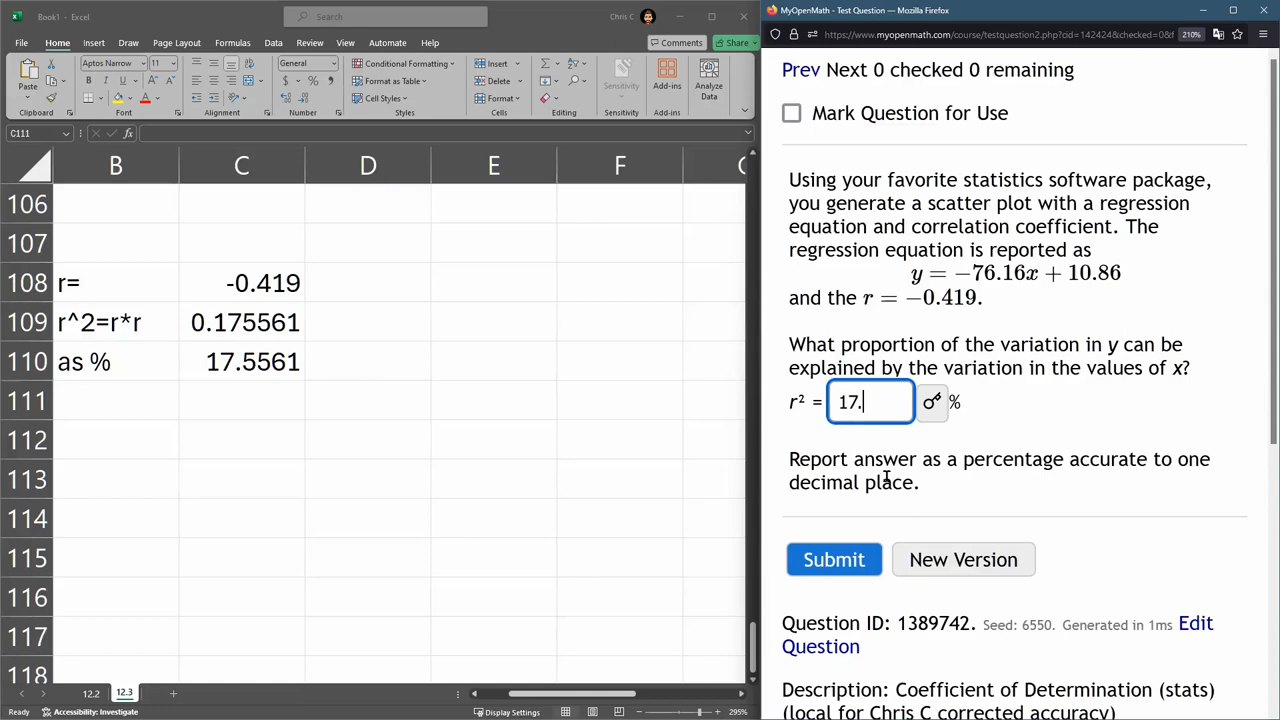 Book1 - Excel
Search
Chris C
File Home Insert Draw Page Layout Formulas Data Report Review View Automate Help
Comments Share
Paste
Clipboard
Aptos Narrow 11
B I U
Font
Alignment
General
$ % ,
Number
Conditional Formatting
Format as Table
Cell Styles
Styles
Insert
Delete
Format
Cells
Editing
Sensitivity
Sensitivity
Add-ins
Add-ins
Analyze Data
C111
fx
B C D E F
106
107
108 r= -0.419
109 r^2=r*r 0.175561
110 as % 17.5561
111
112
113
114
115
116
117
118
12.2 12.3
Ready Accessibility: Investigate Display Settings 295%
MyOpenMath - Test Question — Mozilla Firefox
https://www.myopenmath.com/course/testquestion2.php?cid=142424&checked=0&f 210%
Prev Next 0 checked 0 remaining
Mark Question for Use
Using your favorite statistics software package,
you generate a scatter plot with a regression
equation and correlation coefficient. The
regression equation is reported as
y = −76.16x + 10.86
and the r = −0.419.
What proportion of the variation in y can be
explained by the variation in the values of x?
r² = 17. %
Report answer as a percentage accurate to one
decimal place.
Submit New Version
Question ID: 1389742. Seed: 6550. Generated in 1ms Edit
Question
Description: Coefficient of Determination (stats)
(local for Chris C corrected accuracy)